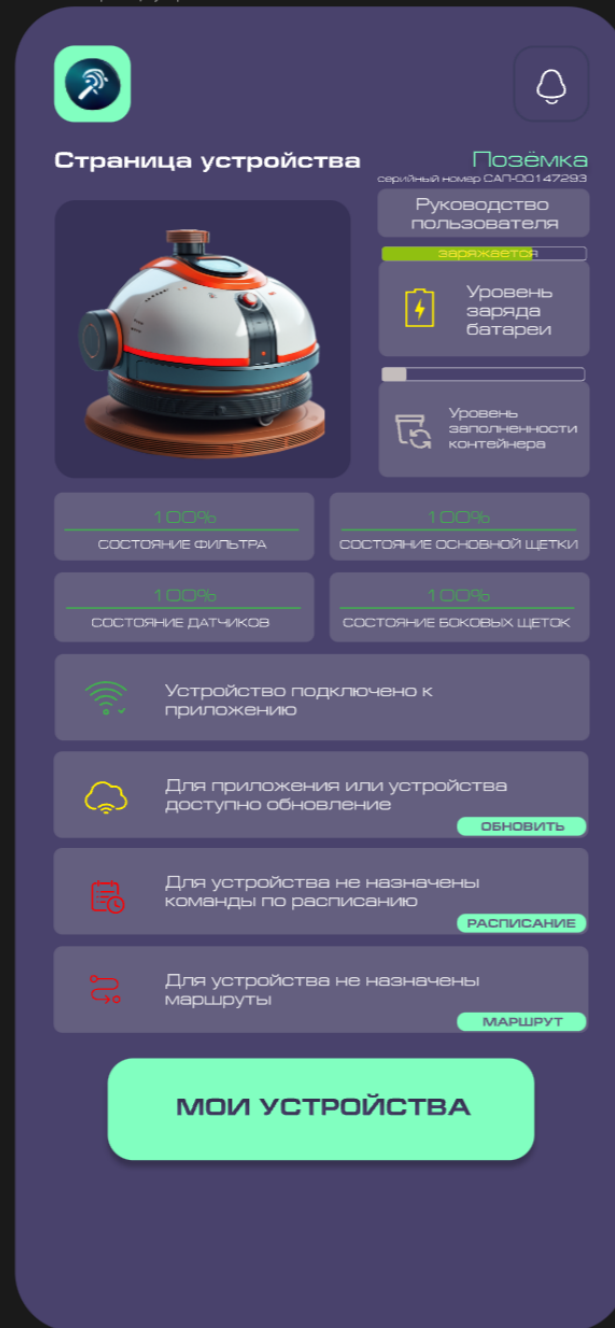 Страница устройства
Позёмка
серийный номер САП-00147293
Руководство
пользователя
заряжается
Уровень
заряда
батареи
Уровень
заполненности
контейнера
100%
СОСТОЯНИЕ ФИЛЬТРА
100%
СОСТОЯНИЕ ОСНОВНОЙ ЩЕТКИ
100%
СОСТОЯНИЕ ДАТЧИКОВ
100%
СОСТОЯНИЕ БОКОВЫХ ЩЕТОК
Устройство подключено к
приложению
Для приложения или устройства
доступно обновление
ОБНОВИТЬ
Для устройства не назначены
команды по расписанию
РАСПИСАНИЕ
Для устройства не назначены
маршруты
МАРШРУТ
МОИ УСТРОЙСТВА